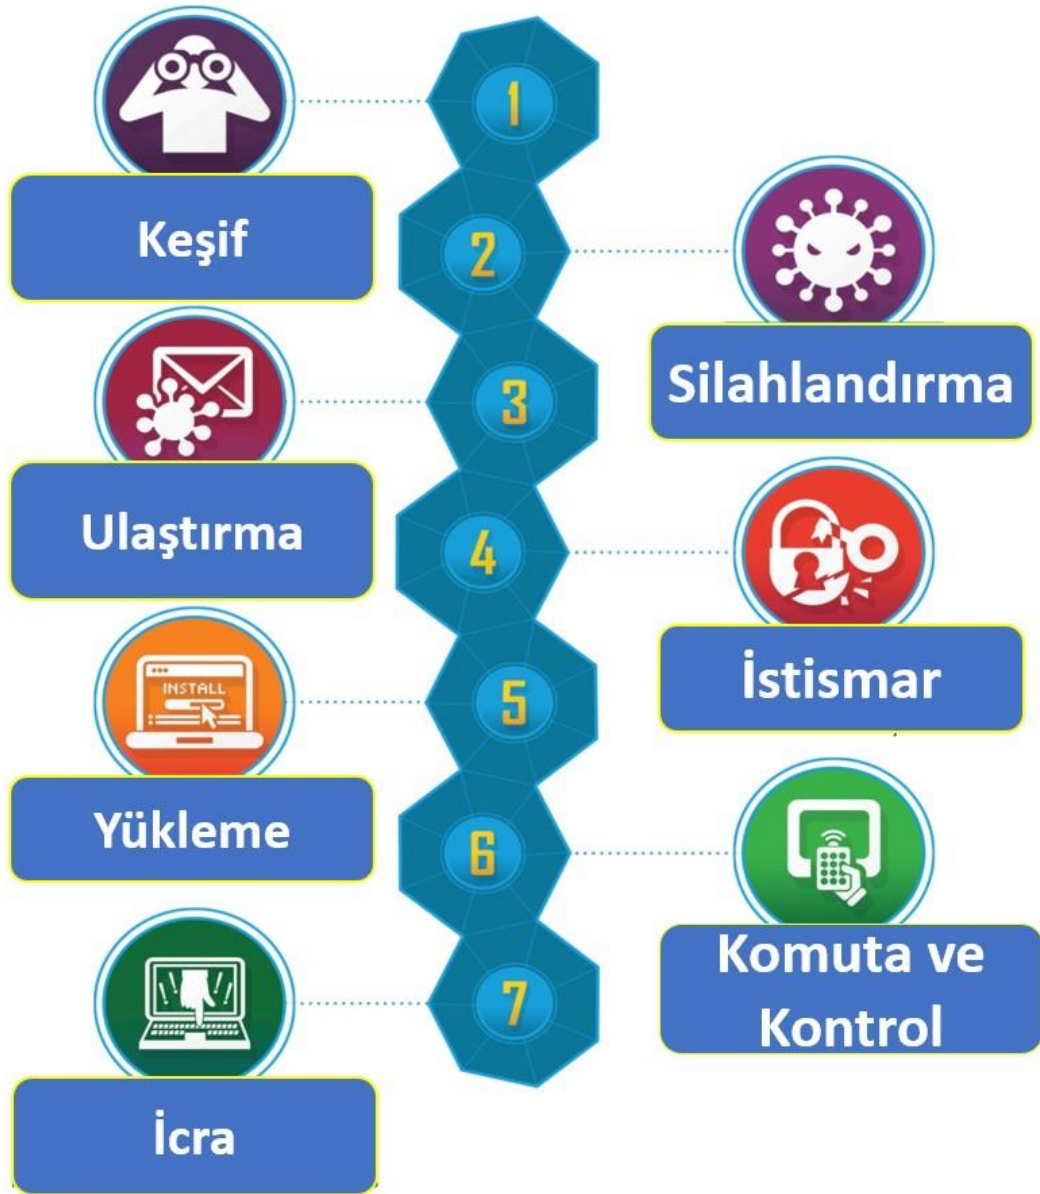 1
Keşif
2
Silahlandırma
3
Ulaştırma
4
İstismar
INSTALL
5
Yükleme
6
Komuta ve
Kontrol
7
İcra